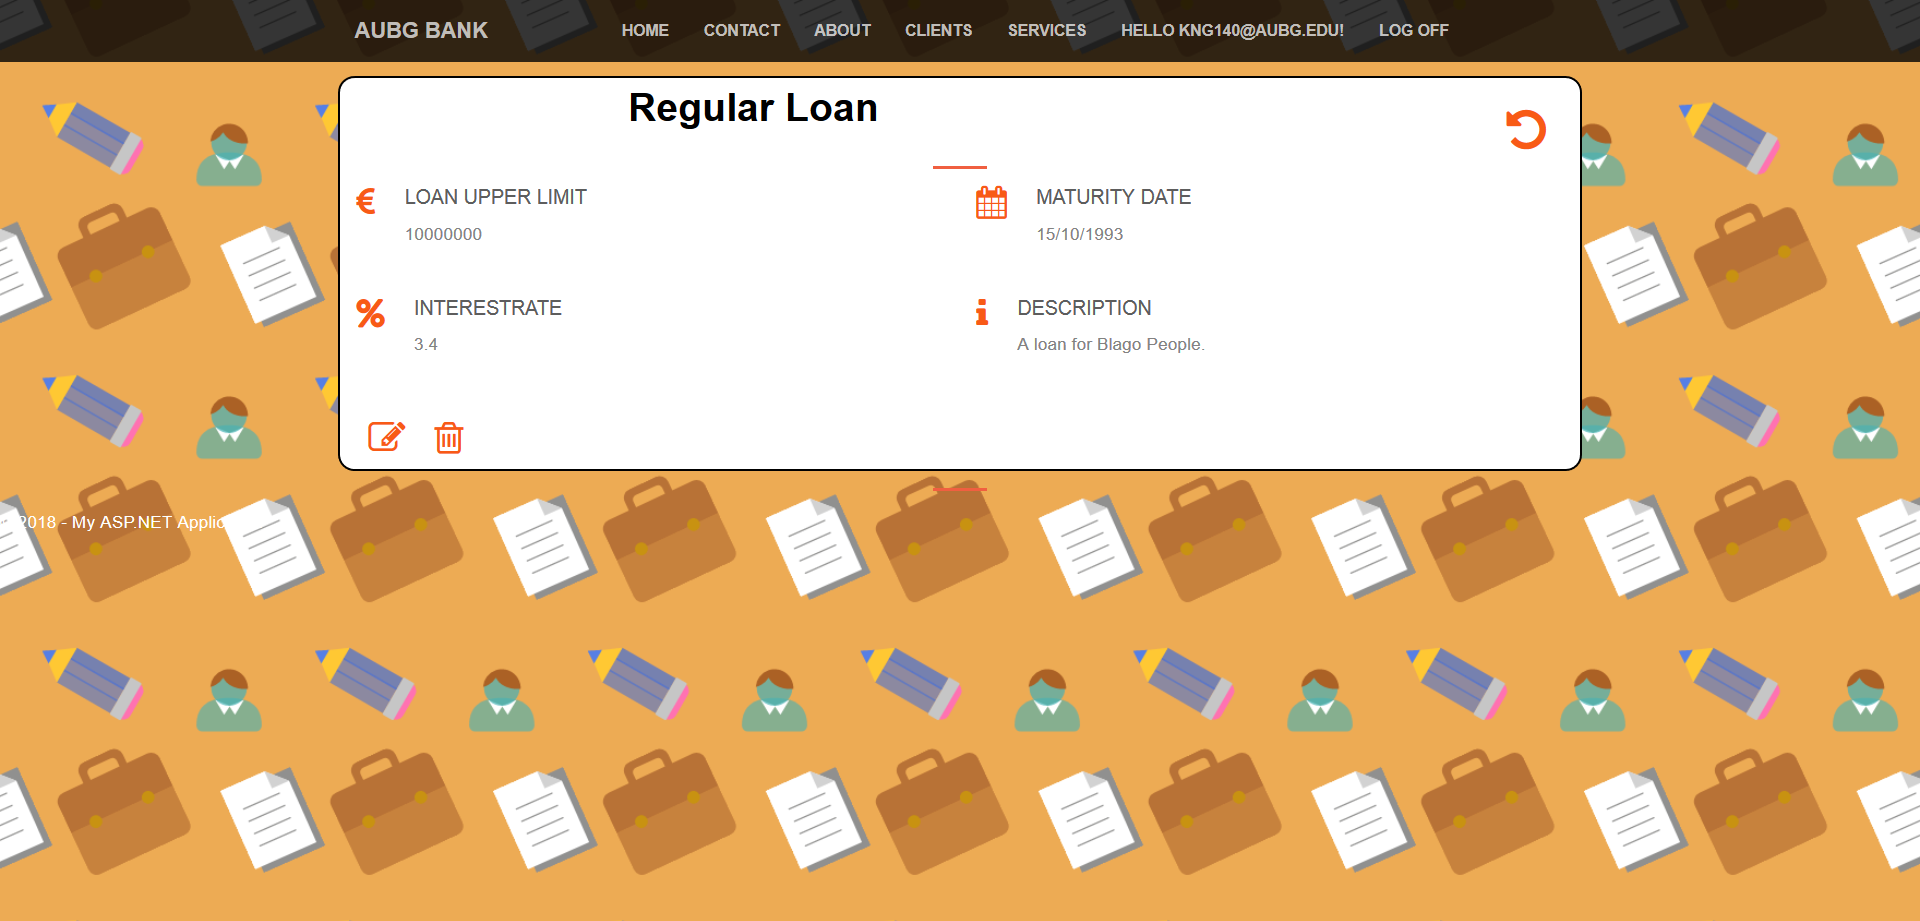 AUBG BANK HOME CONTACT ABOUT CLIENTS SERVICES HELLO KNG140@AUBG.EDU! LOG OFF
Regular Loan
LOAN UPPER LIMIT
10000000
MATURITY DATE
15/10/1993
INTERESTRATE
3.4
DESCRIPTION
A loan for Blago People.
2018 - My ASP.NET